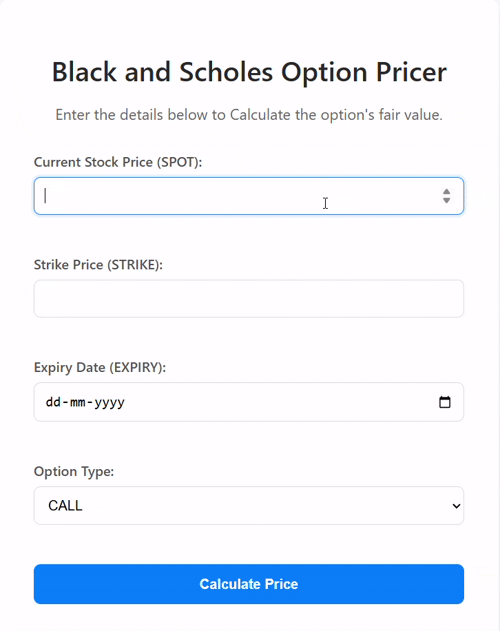 Black and Scholes Option Pricer
Enter the details below to Calculate the option's fair value.
Current Stock Price (SPOT):
Strike Price (STRIKE):
Expiry Date (EXPIRY):
dd-mm-yyyy
Option Type:
CALL
Calculate Price